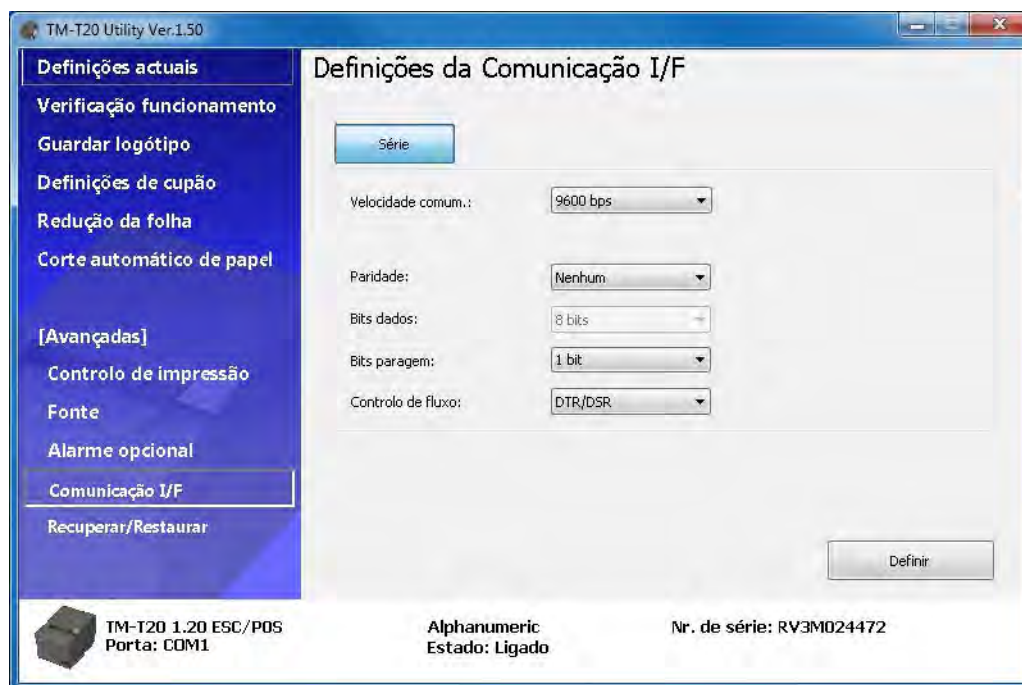 TM-T20 Utility Ver.1.50
Definições actuais
Verificação funcionamento
Guardar logótipo
Definições de cupão
Redução da folha
Corte automático de papel
[Avançadas]
Controlo de impressão
Fonte
Alarme opcional
Comunicação I/F
Recuperar/Restaurar
Definições da Comunicação I/F
Série
Velocidade comum.: 9600 bps
Paridade: Nenhum
Bits dados: 8 bits
Bits paragem: 1 bit
Controlo de fluxo: DTR/DSR
Definir
TM-T20 1.20 ESC/POS
Porta: COM1
Alphanumeric
Estado: Ligado
Nr. de série: RV3M024472